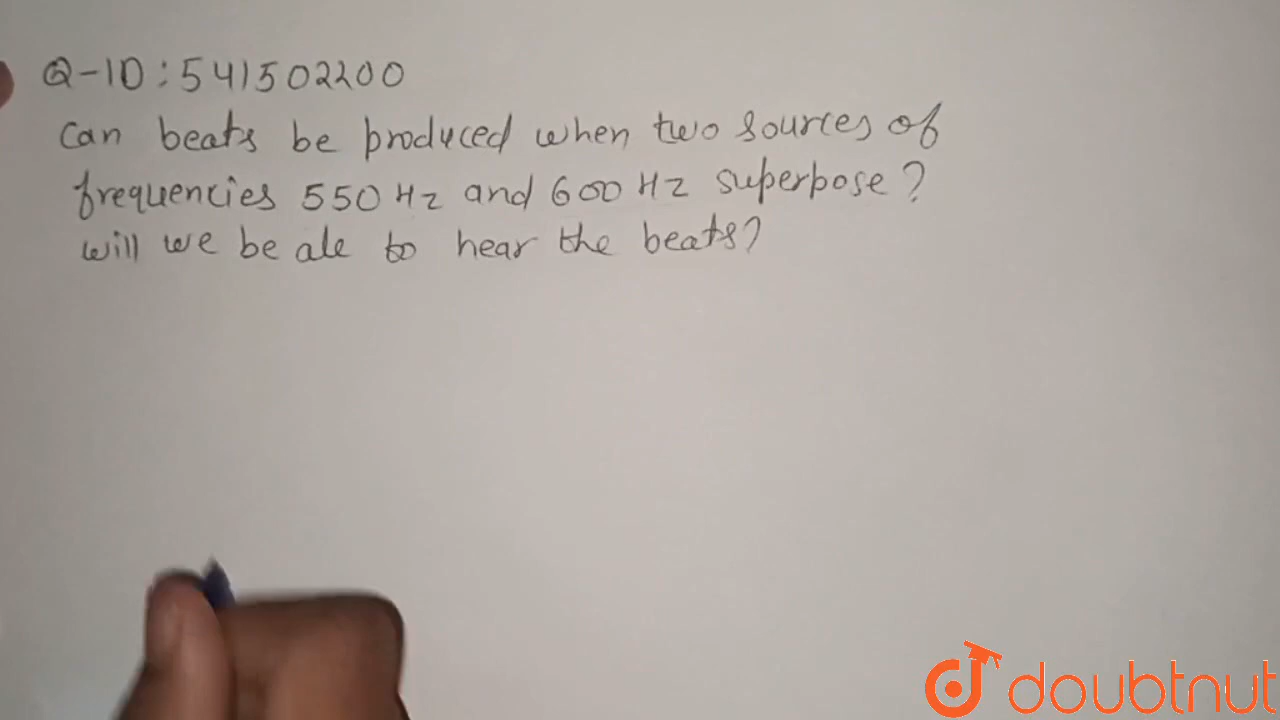 Q-ID:541502200
Can beats be produced when two sources of
frequencies 550 Hz and 600 Hz superpose?
will we be ale to hear the beats?
doubtnut